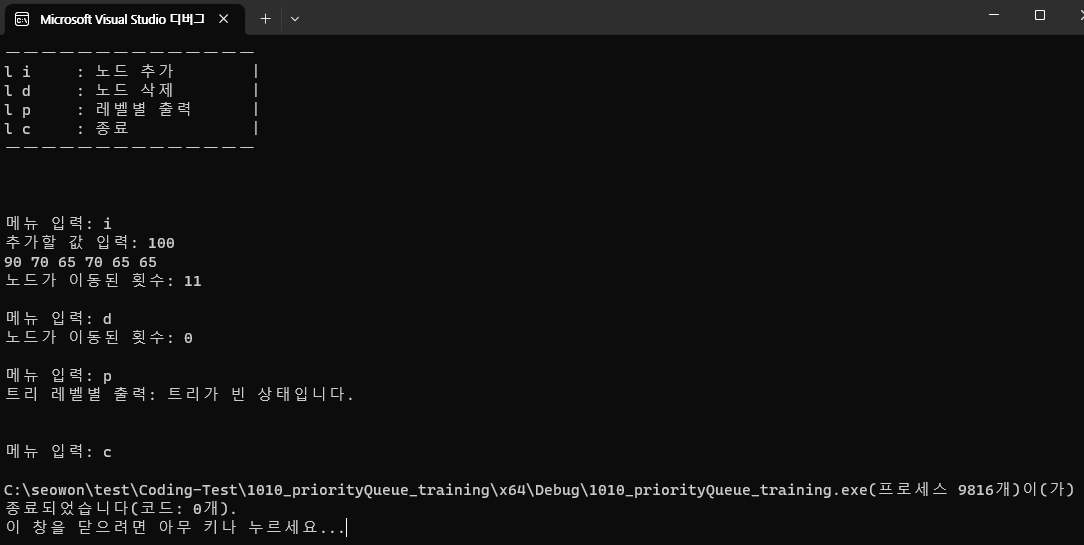 Microsoft Visual Studio 디버그
ㅡㅡㅡㅡㅡㅡㅡㅡㅡㅡㅡㅡㅡㅡ
l i     : 노드 추가        |
l d     : 노드 삭제        |
l p     : 레벨별 출력      |
l c     : 종료             |
ㅡㅡㅡㅡㅡㅡㅡㅡㅡㅡㅡㅡㅡㅡ
메뉴 입력: i
추가할 값 입력: 100
90 70 65 70 65 65
노드가 이동된 횟수: 11
메뉴 입력: d
노드가 이동된 횟수: 0
메뉴 입력: p
트리 레벨별 출력: 트리가 빈 상태입니다.
메뉴 입력: c
C:\seowon\test\Coding-Test\1010_priorityQueue_training\x64\Debug\1010_priorityQueue_training.exe(프로세스 9816개)이(가)
종료되었습니다(코드: 0개).
이 창을 닫으려면 아무 키나 누르세요...